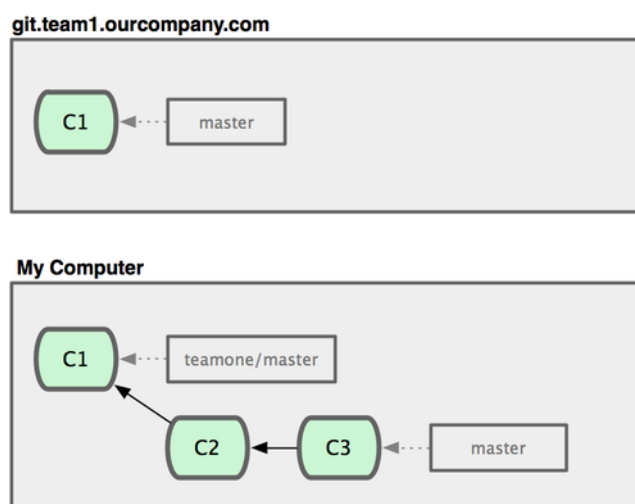 git.team1.ourcompany.com
C1
master
My Computer
C1
teamone/master
C2
C3
master